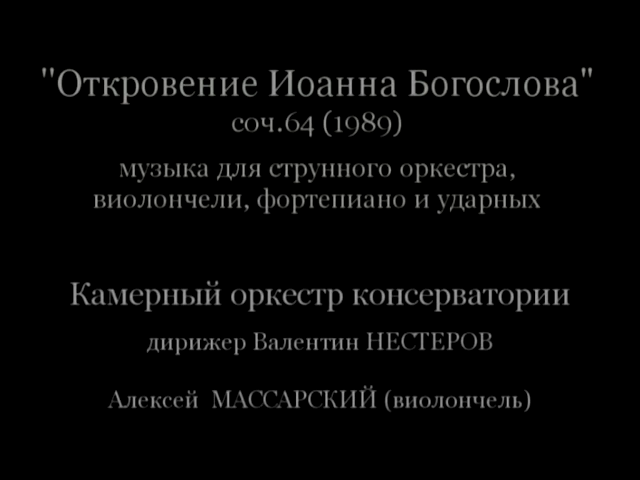 "Откровение Иоанна Богослова"
соч.64 (1989)
музыка для струнного оркестра,
виолончели, фортепиано и ударных
Камерный оркестр консерватории
дирижер Валентин НЕСТЕРОВ
Алексей МАССАРСКИЙ (виолончель)